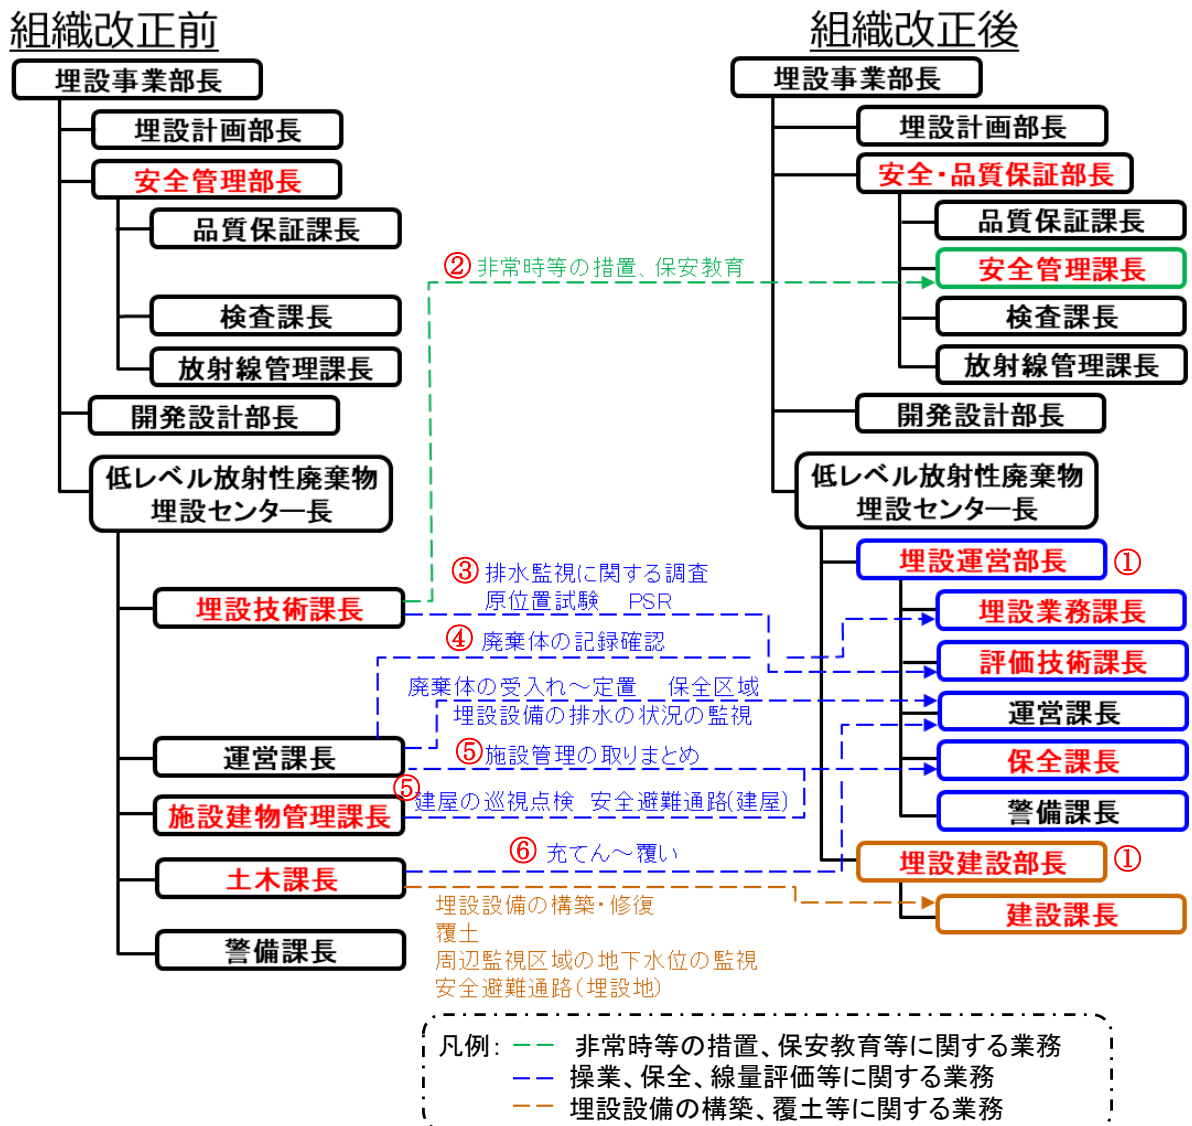 組織改正前
埋設事業部長
埋設計画部長
安全管理部長
品質保証課長
検査課長
放射線管理課長
開発設計部長
低レベル放射性廃棄物
埋設センター長
埋設技術課長
運営課長
施設建物管理課長
土木課長
警備課長
② 非常時等の措置、保安教育
③ 排水監視に関する調査
原位置試験 PSR
④ 廃棄体の記録確認
廃棄体の受入れ～定置 保全区域
埋設設備の排水の状況の監視
⑤ 施設管理の取りまとめ
⑤ 建屋の巡視点検 安全避難通路(建屋)
⑥ 充てん～覆い
埋設設備の構築・修復
覆土
周辺監視区域の地下水位の監視
安全避難通路(埋設地)
組織改正後
埋設事業部長
埋設計画部長
安全・品質保証部長
品質保証課長
安全管理課長
検査課長
放射線管理課長
開発設計部長
低レベル放射性廃棄物
埋設センター長
埋設運営部長 ①
埋設業務課長
評価技術課長
運営課長
保全課長
警備課長
埋設建設部長 ①
建設課長
凡例: 非常時等の措置、保安教育等に関する業務
操業、保全、線量評価等に関する業務
埋設設備の構築、覆土等に関する業務